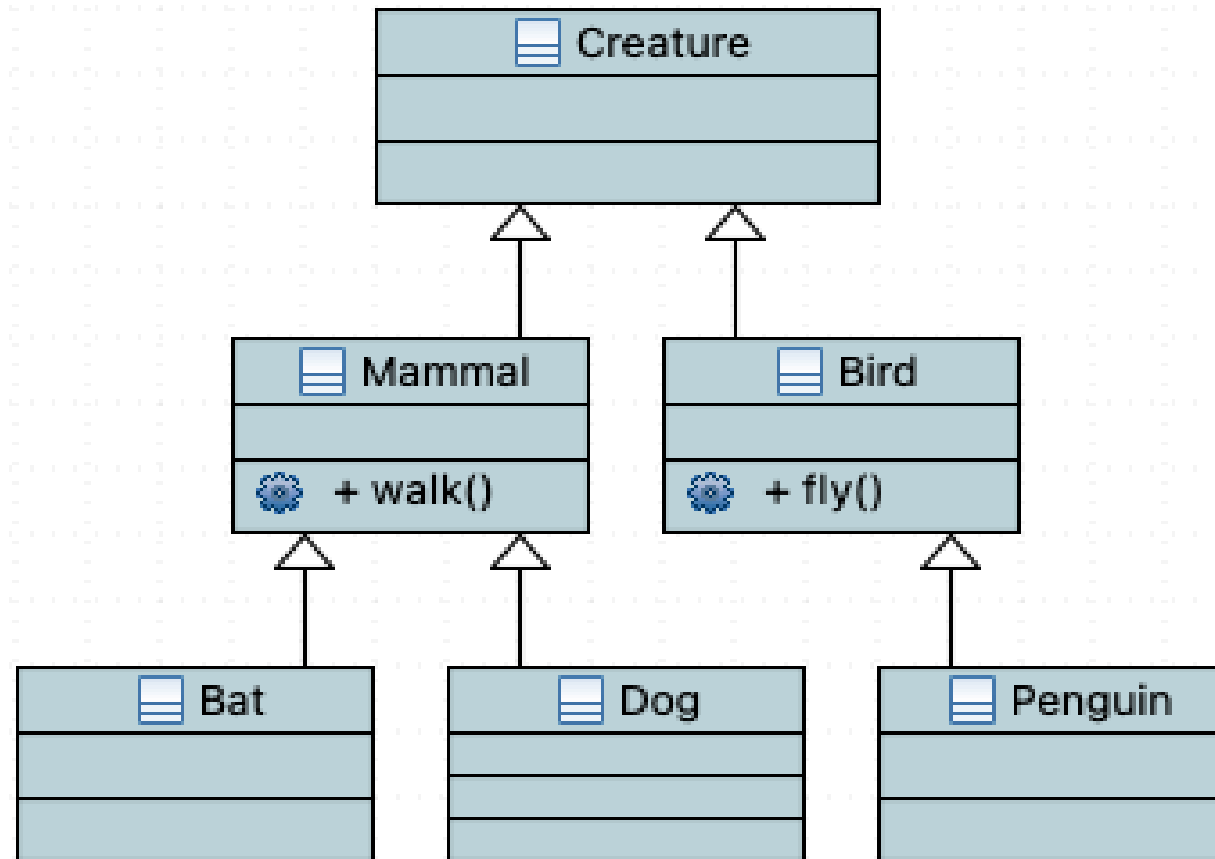 Creature
Mammal
Bird
+ walk()
+ fly()
Bat
Dog
Penguin